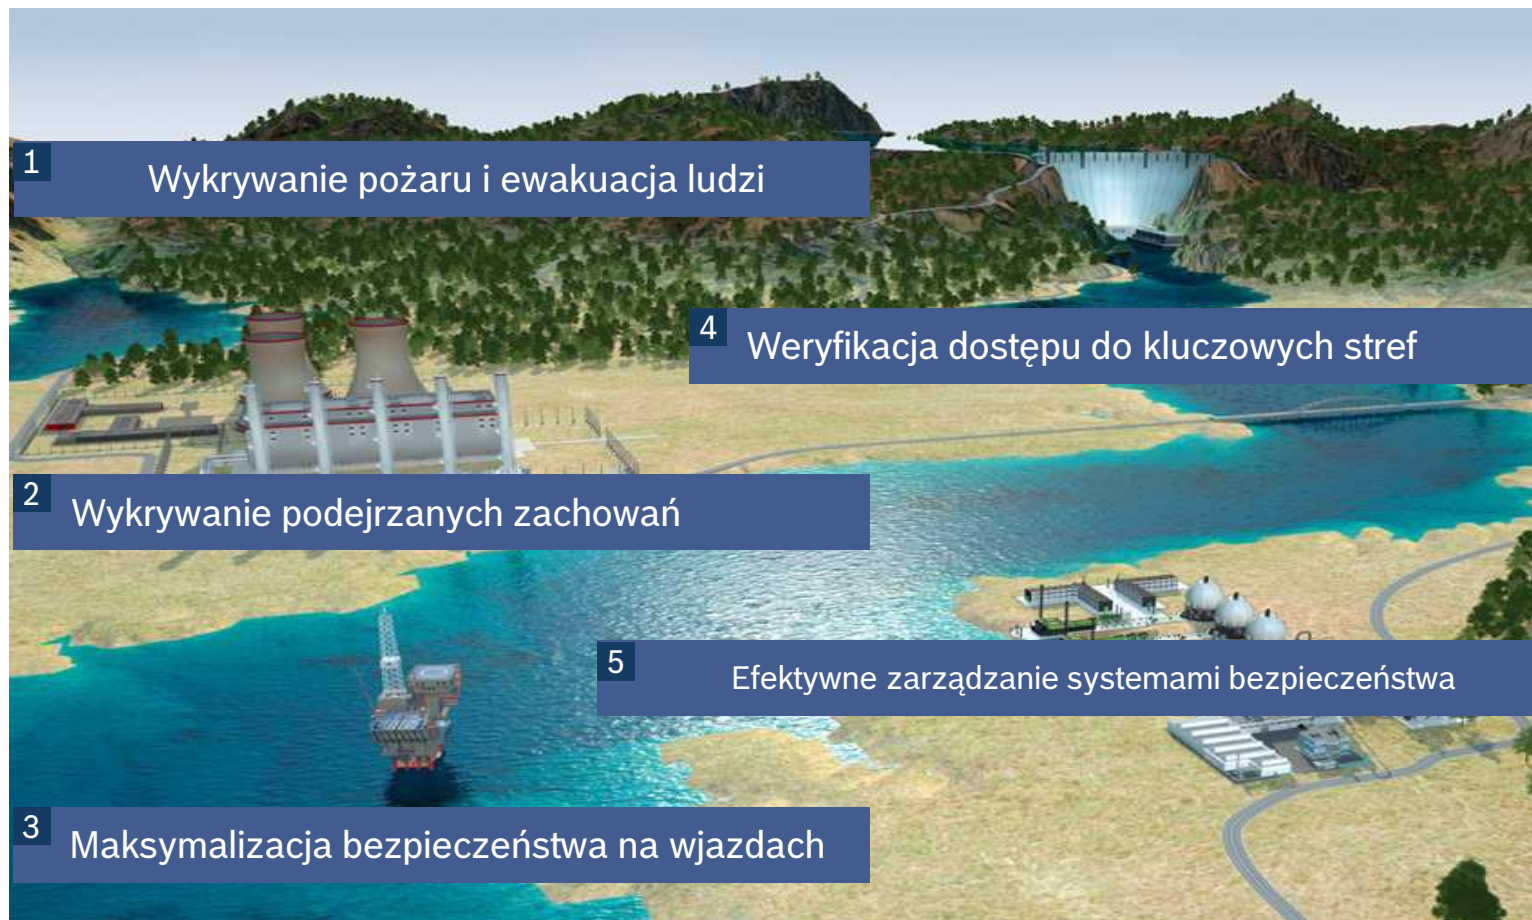 1
Wykrywanie pożaru i ewakuacja ludzi
2
Wykrywanie podejrzanych zachowań
3
Maksymalizacja bezpieczeństwa na wjazdach
4
Weryfikacja dostępu do kluczowych stref
5
Efektywne zarządzanie systemami bezpieczeństwa